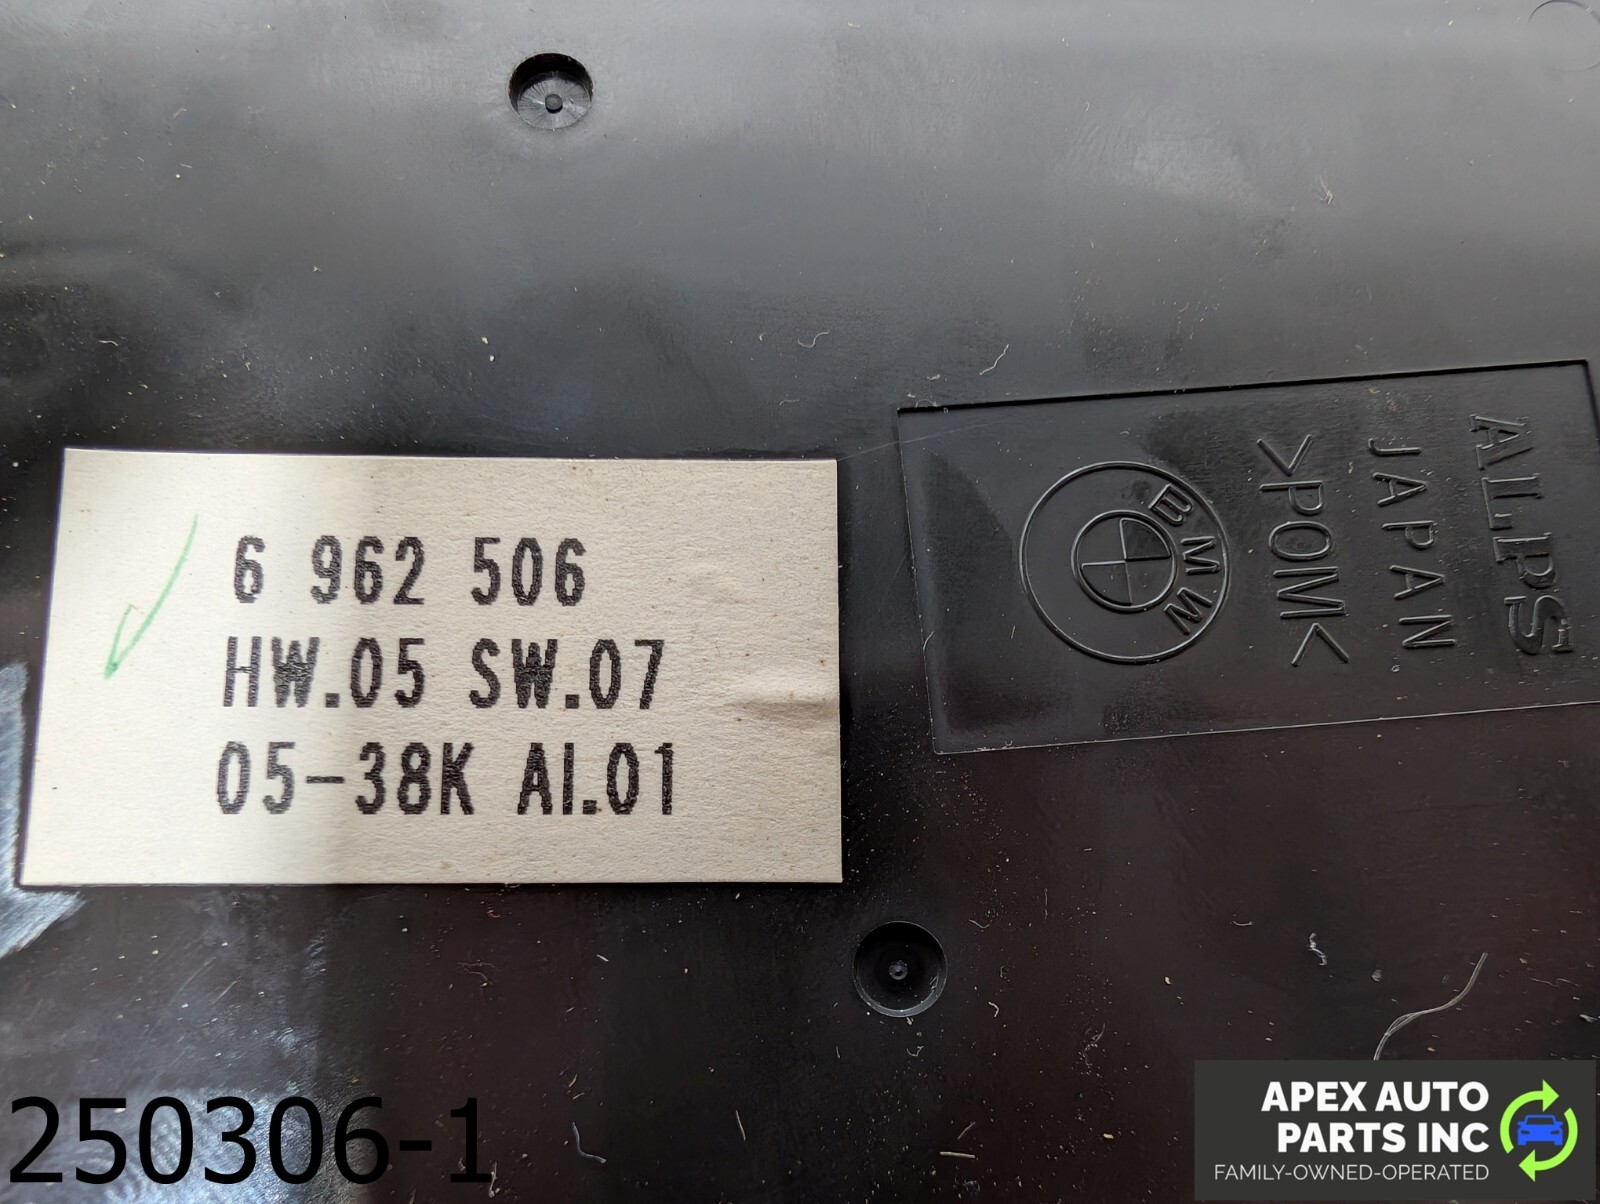 6 962 506
HW.05 SW.07
05-38K AI.01
BMW
>POM<
JAPAN
ALPS
250306-1
APEX AUTO
PARTS INC
FAMILY-OWNED-OPERATED